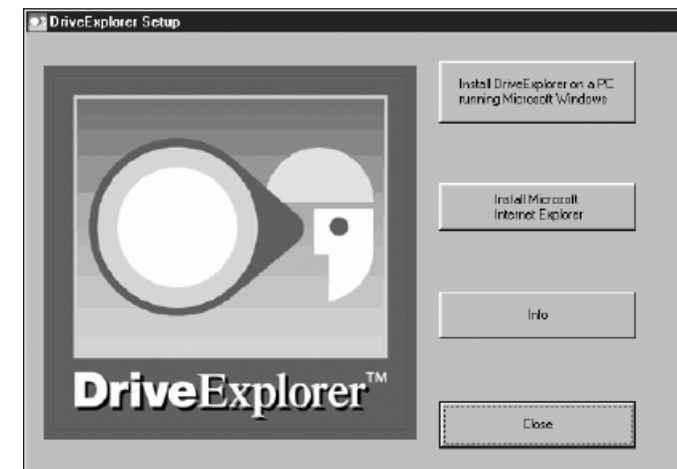 DriveExplorer Setup
Install DriveExplorer on a PC
running Microsoft Windows
Install Microsoft
Internet Explorer
Info
DriveExplorer™
Close